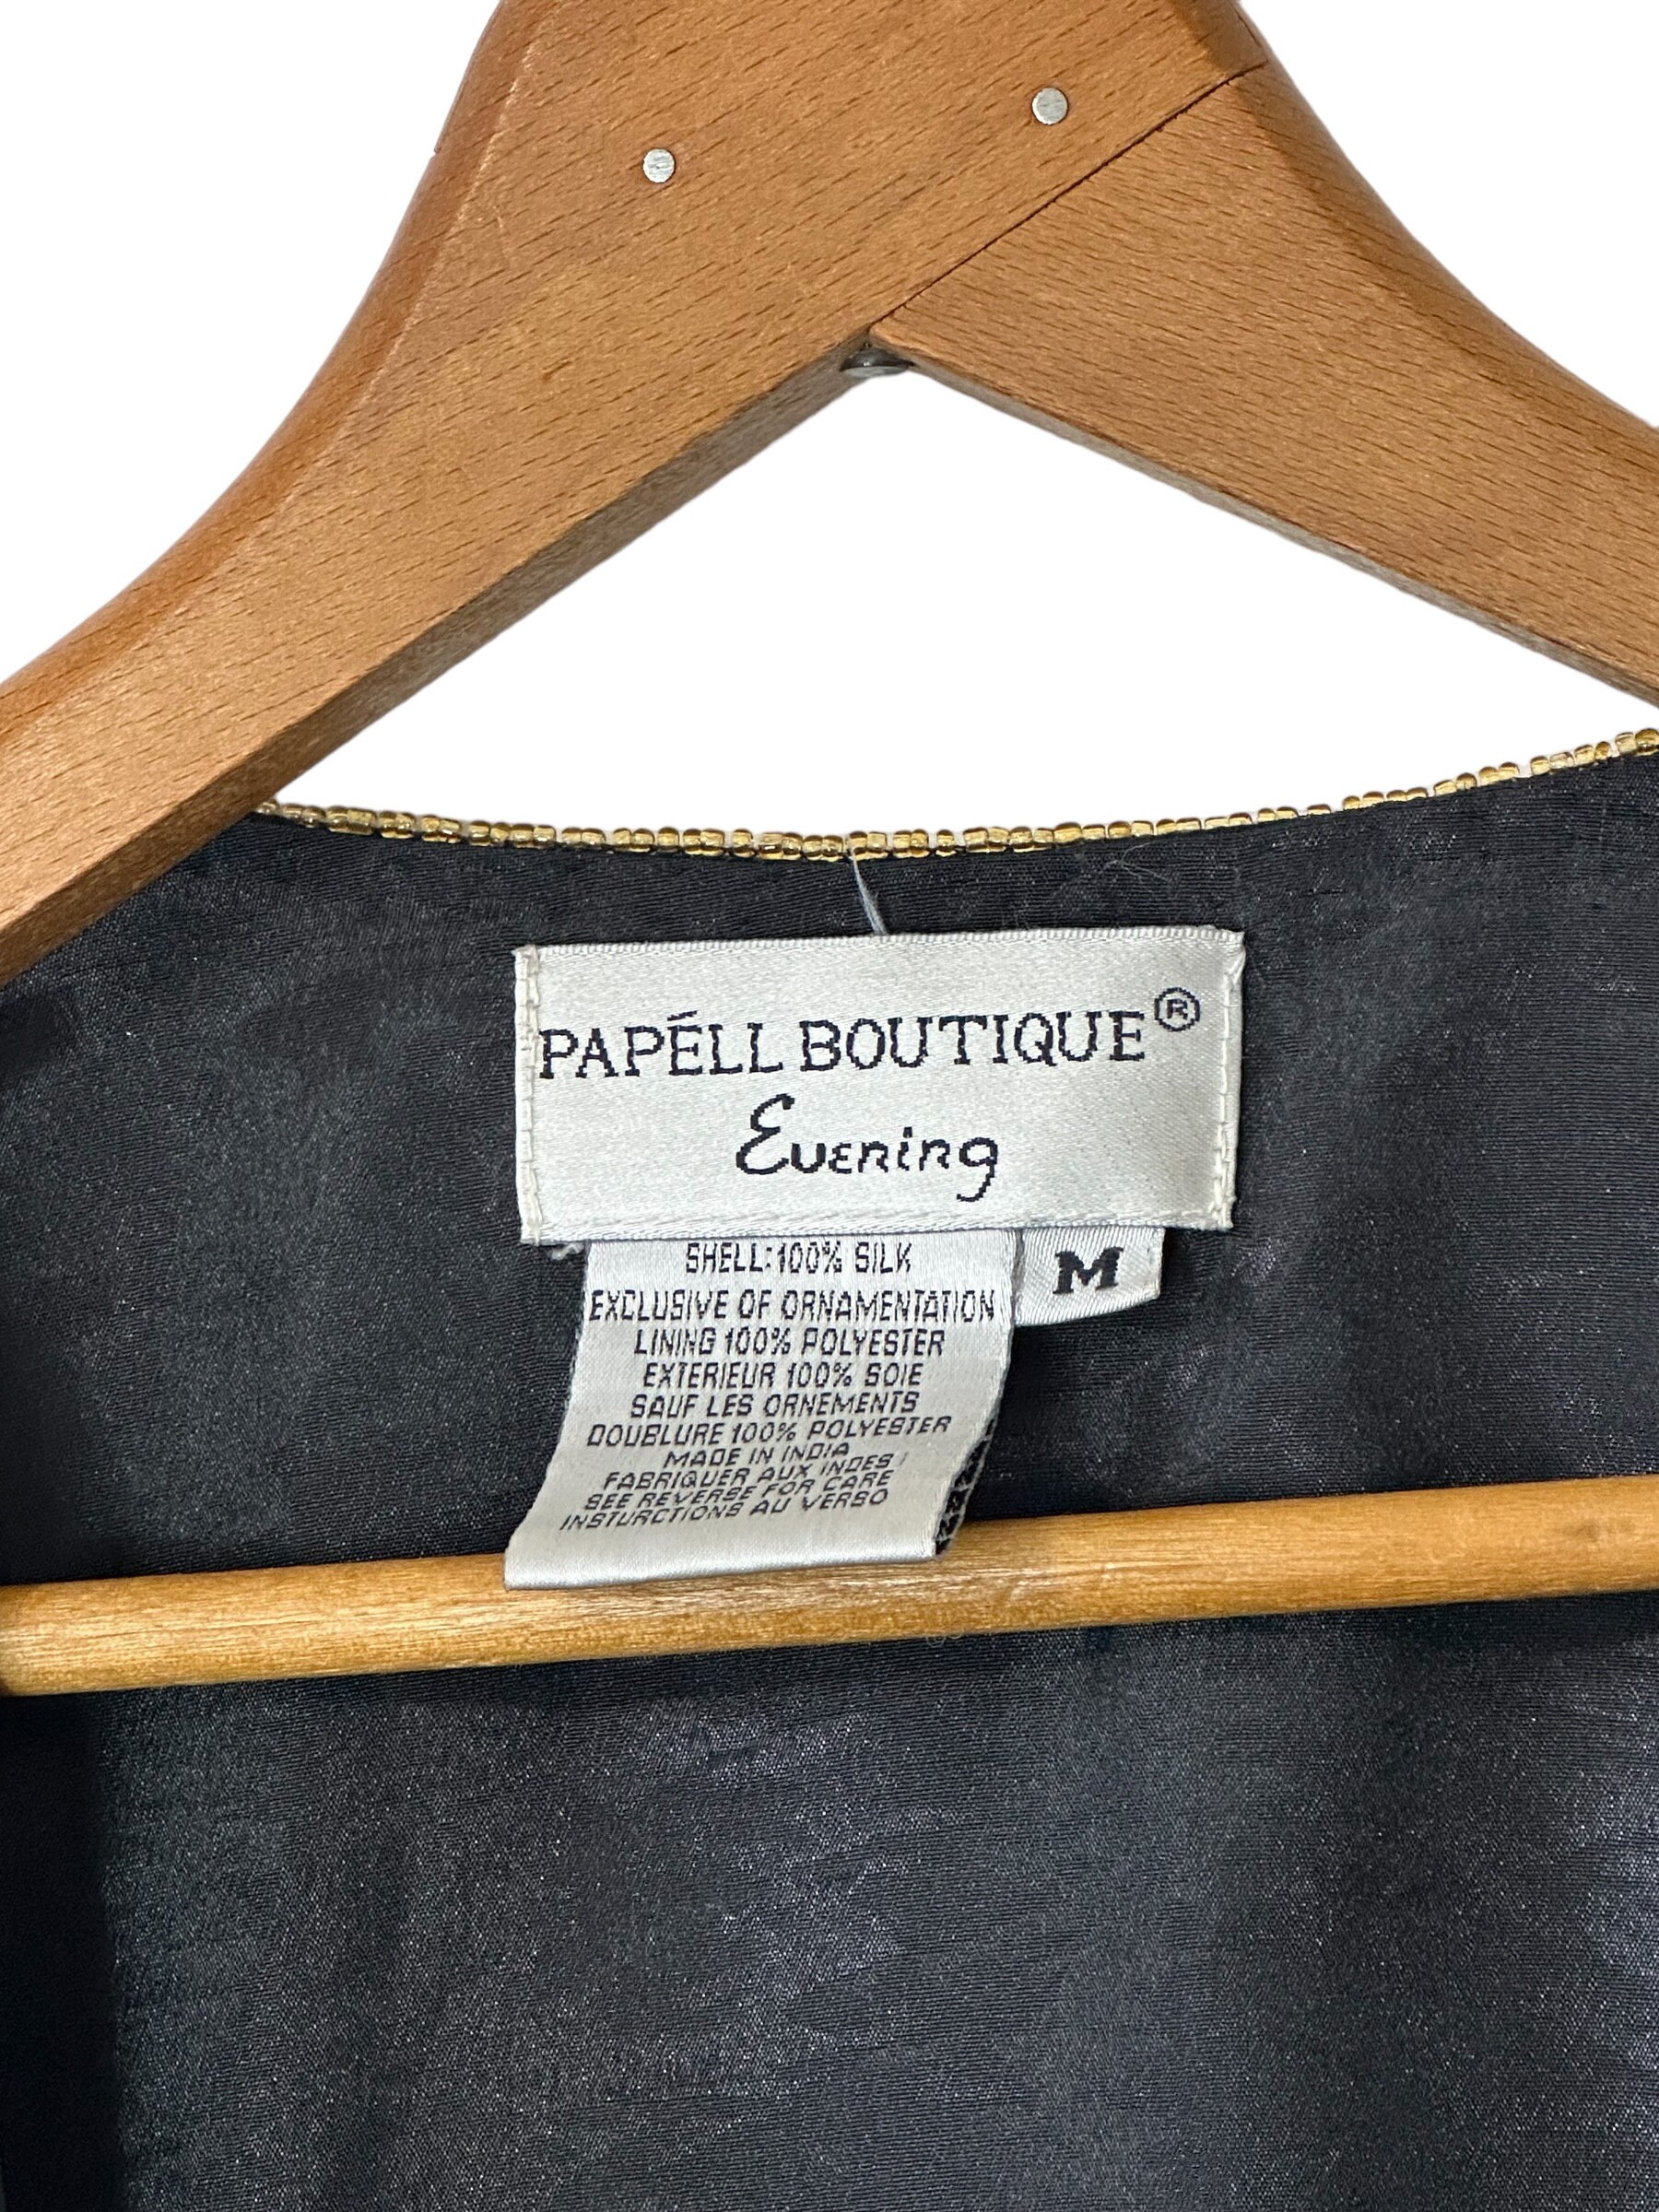 PAPÉLL BOUTIQUE®
Evening
M
SHELL:100% SILK
EXCLUSIVE OF ORNAMENTATION
LINING 100% POLYESTER
EXTERIEUR 100% SOIE
SAUF LES ORNEMENTS
DOUBLURE 100% POLYESTER
MADE IN INDIA
FABRIQUER AUX INDES
SEE REVERSE FOR CARE
INSTURCTIONS AU VERSO